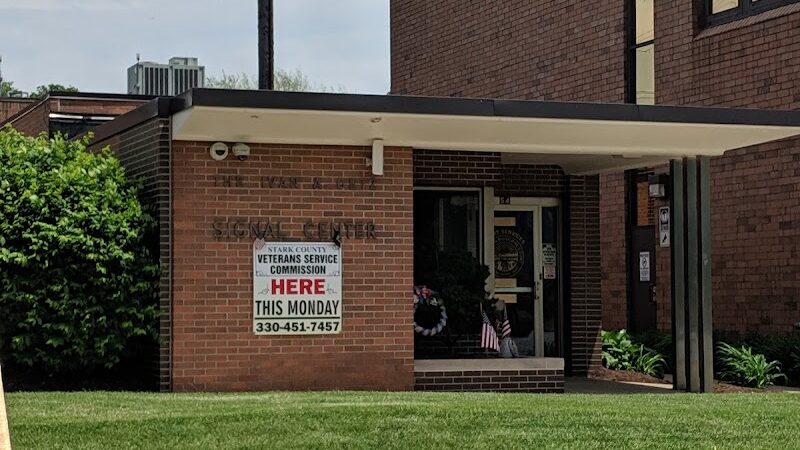 THE IVAN A GETZ
SIGNAL CENTER
STARK COUNTY
VETERANS SERVICE
COMMISSION
HERE
THIS MONDAY
330-451-7457